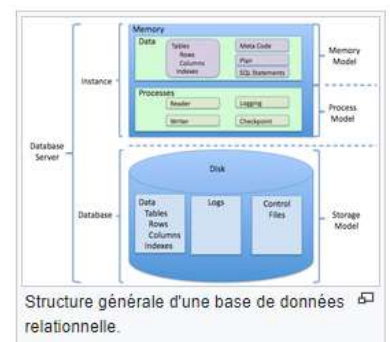 Memory
Data
Tables
Rows
Columns
Indexes
Meta Code
Plan
SQL Statements
Memory
Model
Instance
Processes
Reader
Logging
Writer
Checkpoint
Process
Model
Database
Server
Disk
Database
Data
Tables
Rows
Columns
Indexes
Logs
Control
Files
Storage
Model
Structure générale d'une base de données
relationnelle.